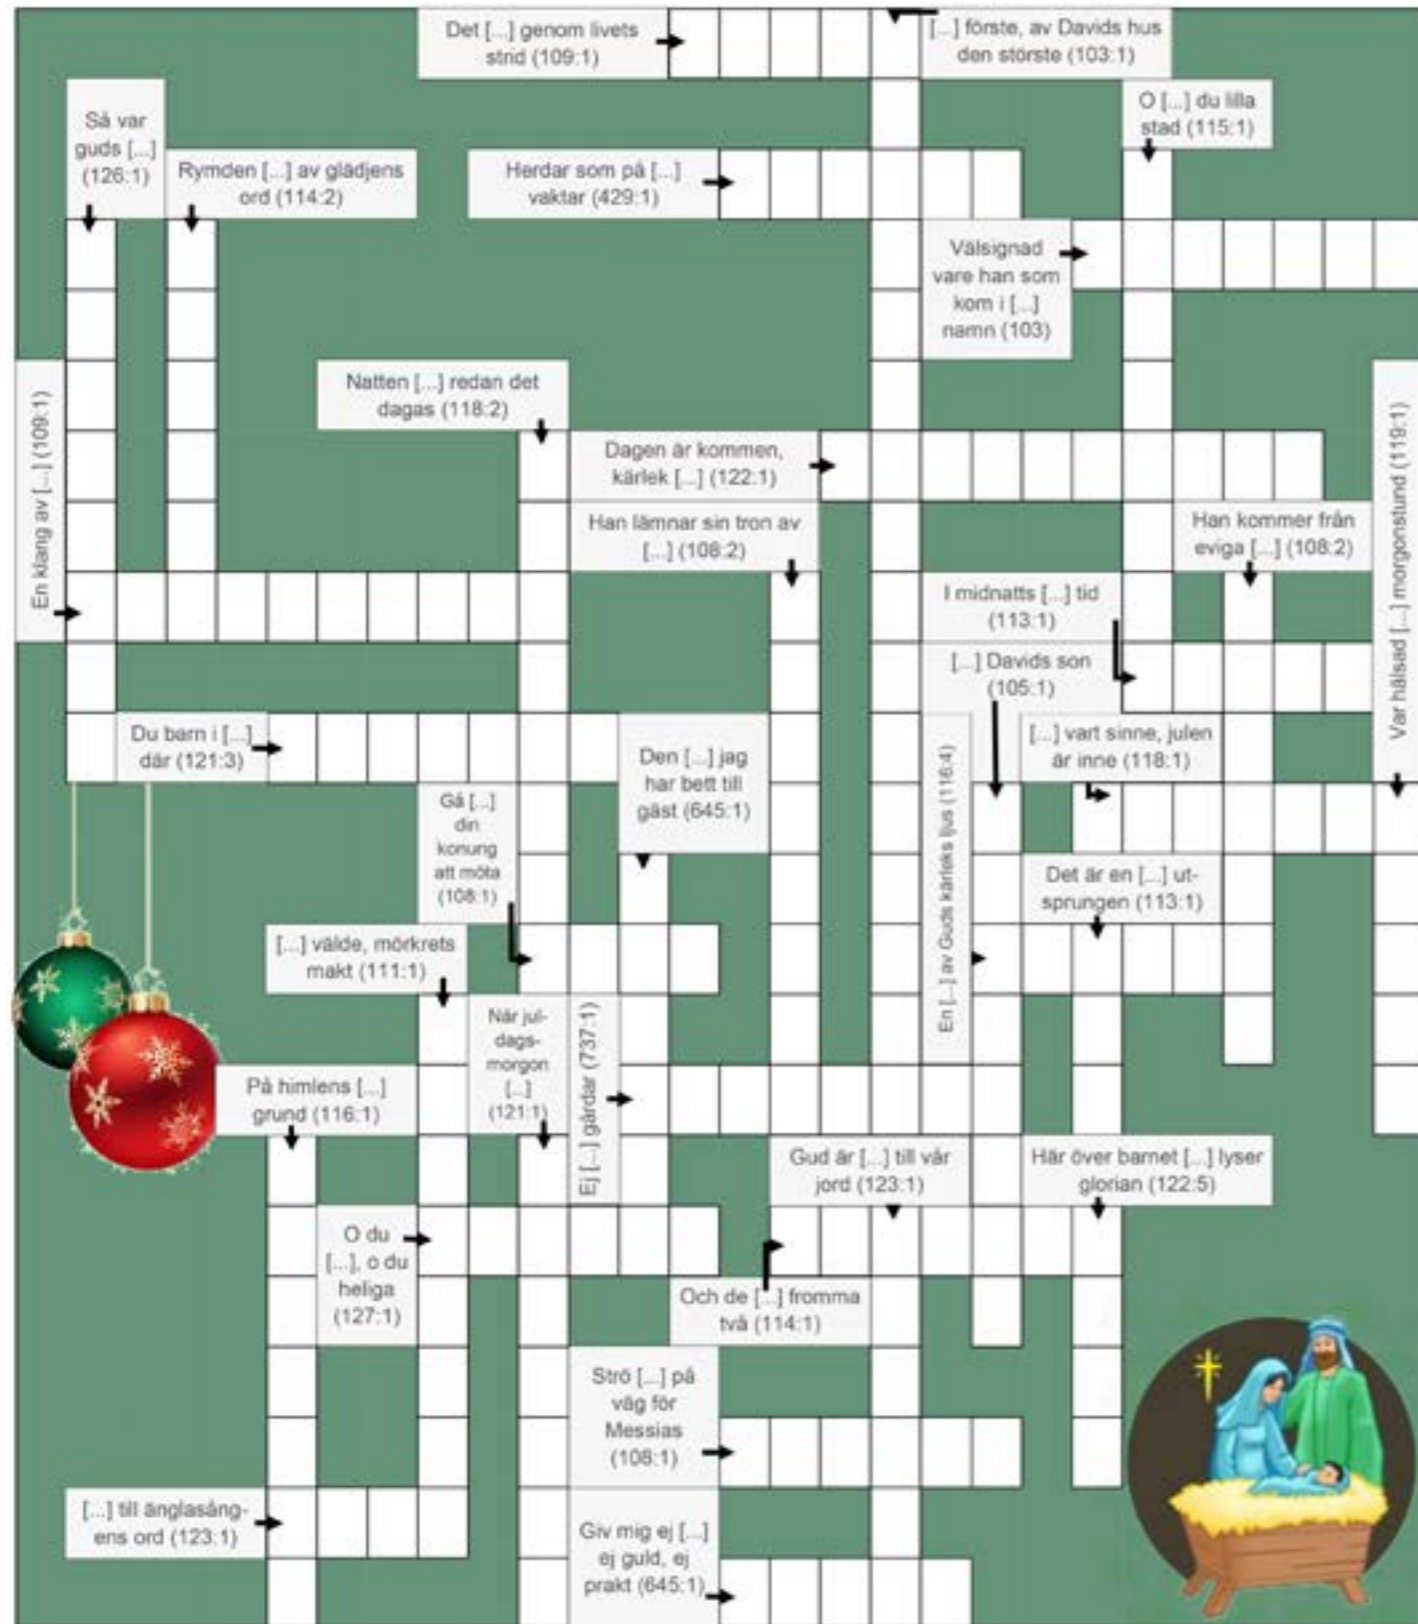 Det [...] genom livets
strid (109:1)
[...] förste, av Davids hus
den störste (103:1)
O [...] du lilla
stad (115:1)
Så var
guds [...]
(126:1)
Rymden [...] av glädjens
ord (114:2)
Herdar som på [...]
vaktar (429:1)
Välsignad
vare han som
kom i [...]
namn (103)
En klang av [...] (109:1)
Natten [...] redan det
dagas (118:2)
Dagen är kommen,
kärlek [...] (122:1)
Var hälsad [...] morgonstund (119:1)
Han lämnar sin tron av
[...] (108:2)
Han kommer från
eviga [...] (108:2)
I midnatts [...] tid
(113:1)
[...] Davids son
(105:1)
Du barn i [...]
där (121:3)
Den [...] jag
har bett till
gäst (645:1)
En [...] av Guds kärleks ljus (116:4)
[...] vart sinne, julen
är inne (118:1)
Gå [...]
din
konung
att möta
(108:1)
Det är en [...] ut-
sprungen (113:1)
[...] välde, mörkrets
makt (111:1)
När jul-
dags-
morgon
[...]
(121:1)
Ej [...] gårdar (737:1)
På himlens [...]
grund (116:1)
Gud är [...] till vår
jord (123:1)
Här över barnet [...] lyser
glorian (122:5)
O du
[...], o du
heliga
(127:1)
Och de [...] fromma
två (114:1)
Strö [...] på
väg för
Messias
(108:1)
[...] till änglasång-
ens ord (123:1)
Giv mig ej [...]
ej guld, ej
prakt (645:1)